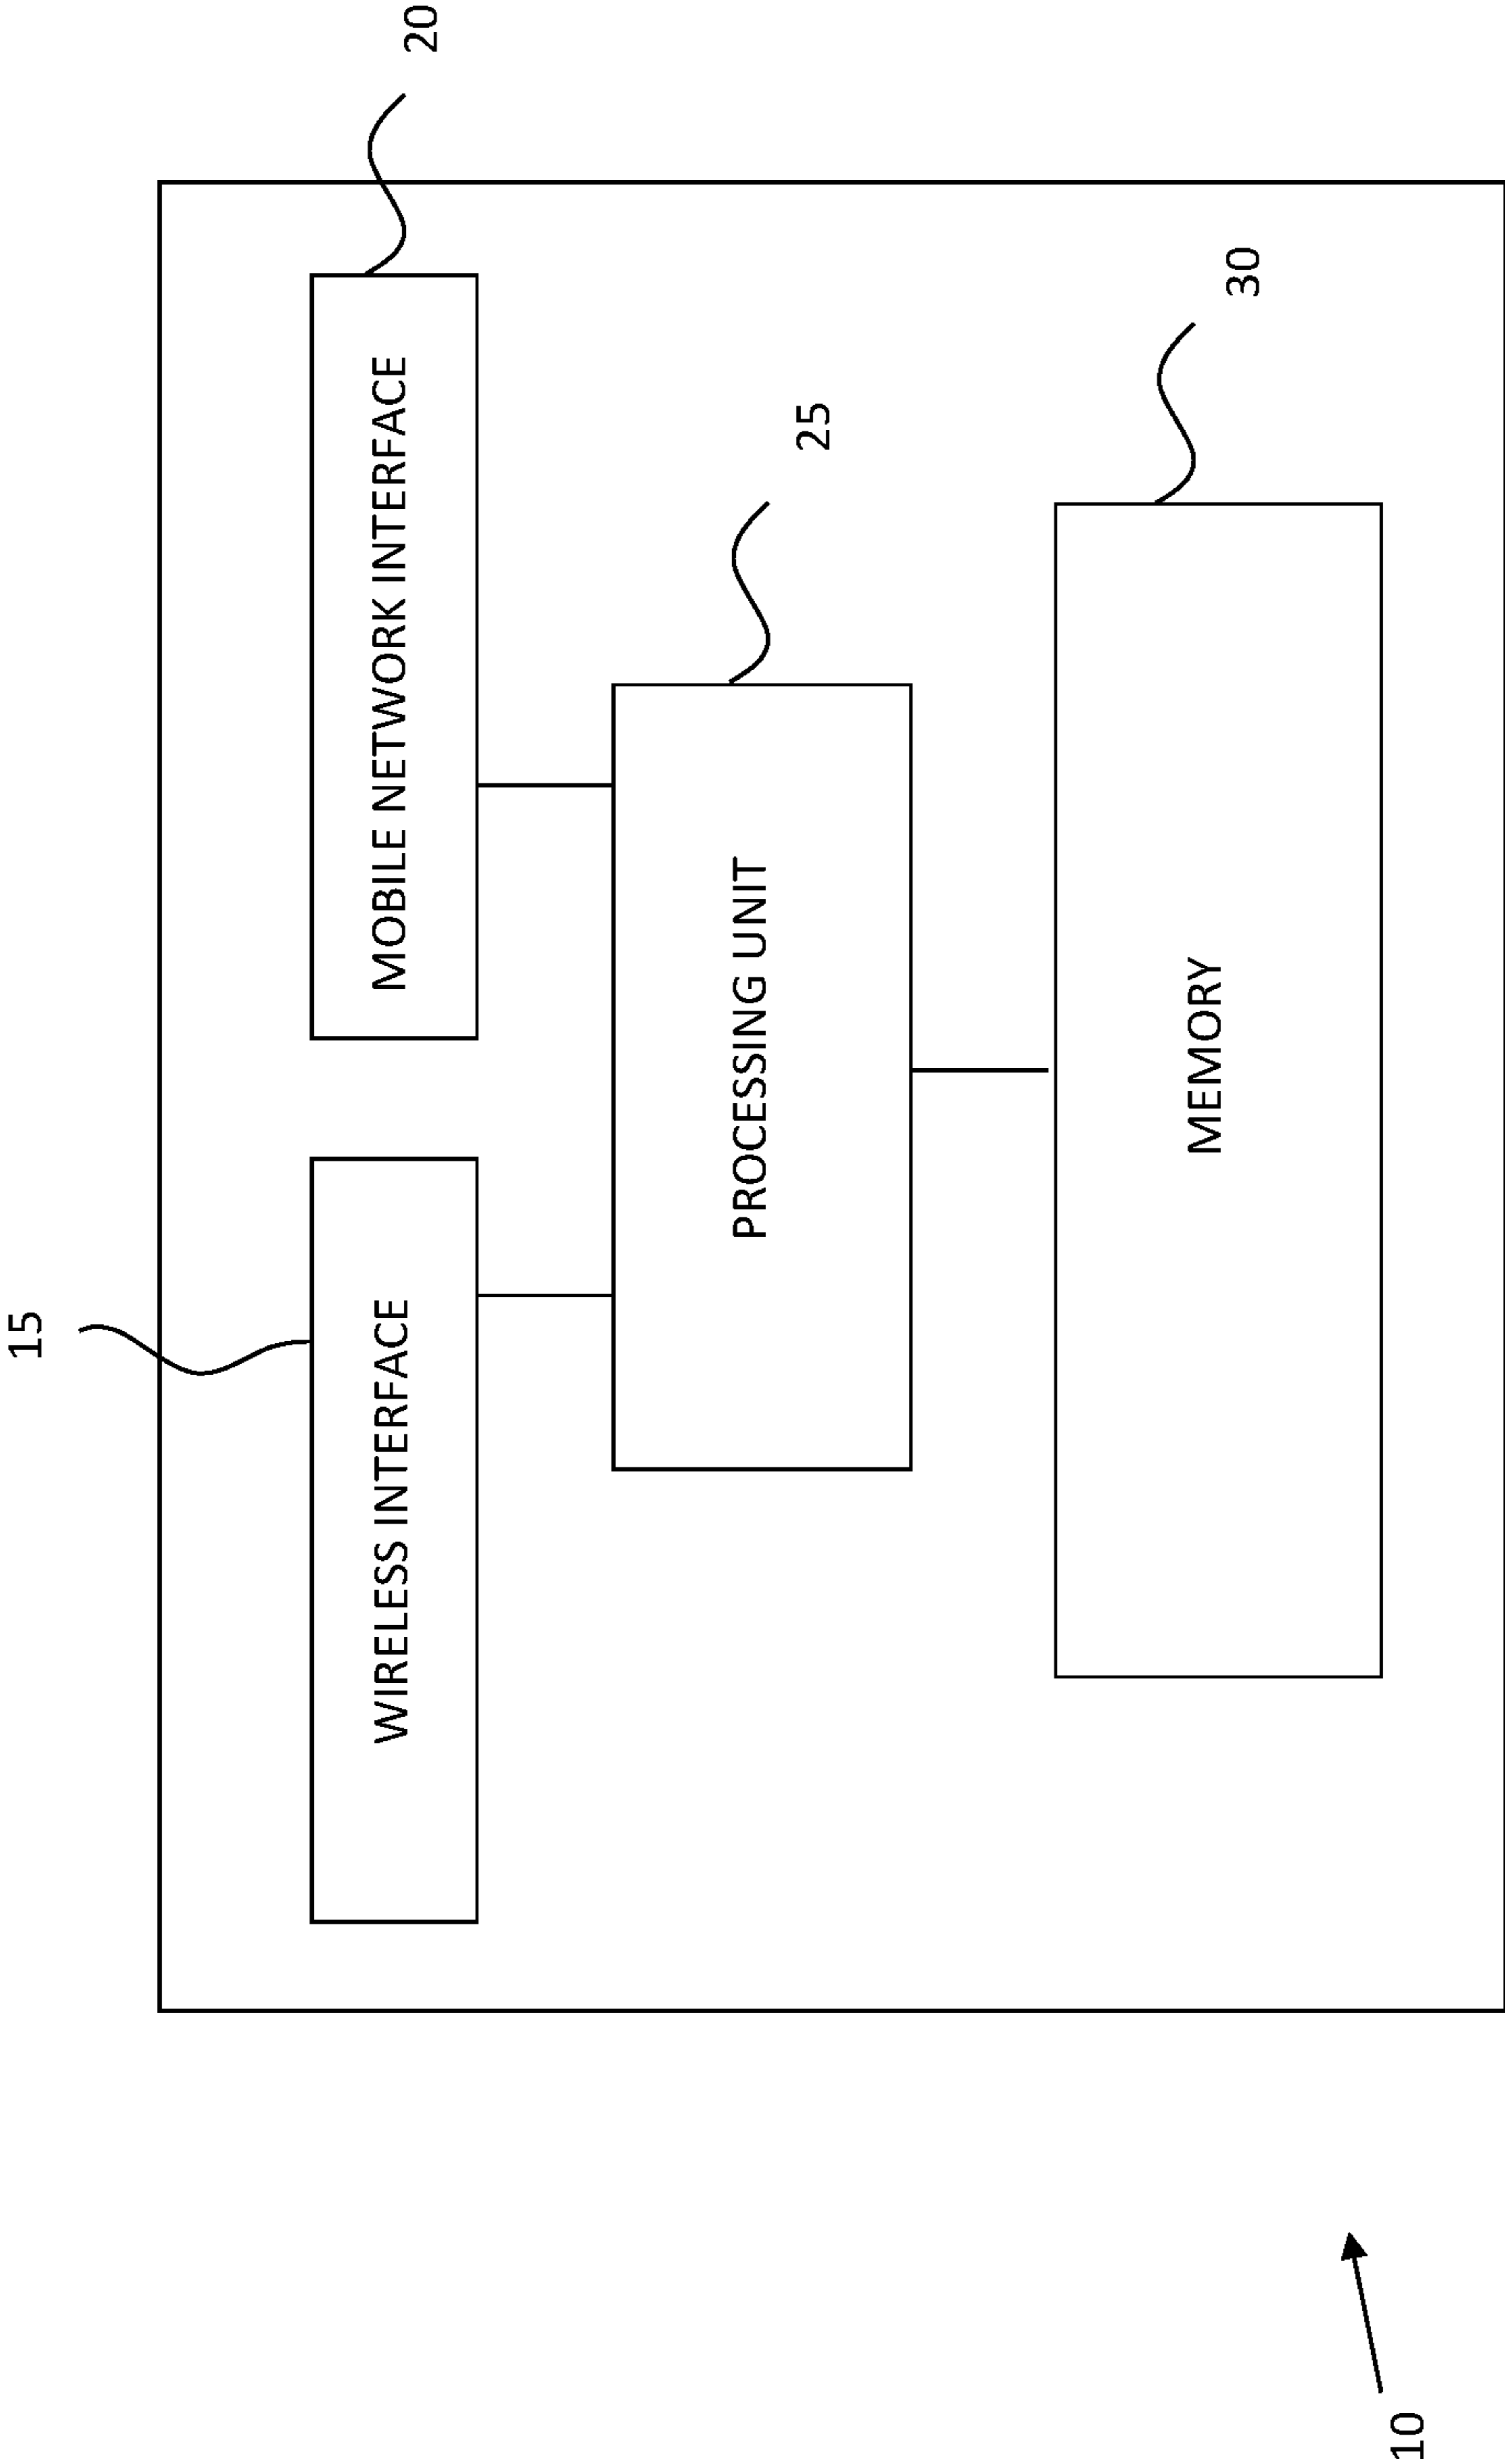 15
20
WIRELESS INTERFACE
MOBILE NETWORK INTERFACE
25
PROCESSING UNIT
30
MEMORY
10